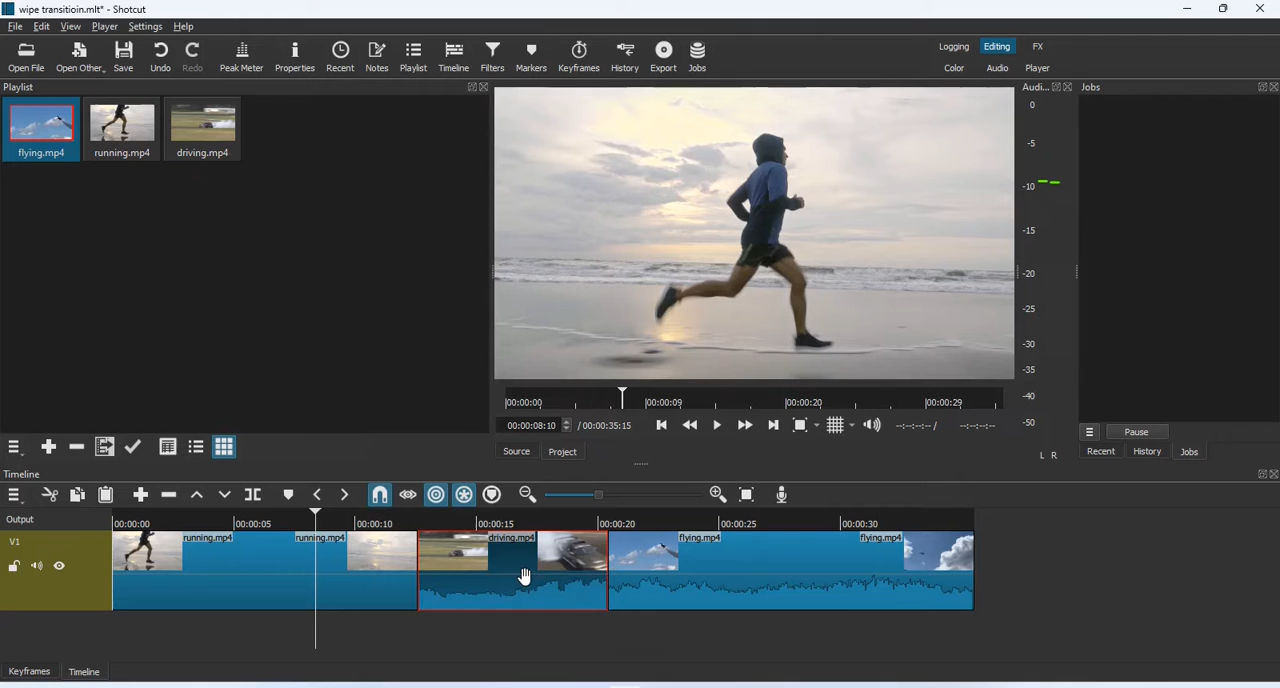 wipe transitioin.mlt* - Shotcut
File Edit View Player Settings Help
Open File Open Other.. Save Undo Redo Peak Meter Properties Recent Notes Playlist Timeline Filters Markers Keyframes History Export Jobs
Logging Editing FX
Color Audio Player
Playlist
Audi...
Jobs
flying.mp4 running.mp4 driving.mp4
0
-5
-10
-15
-20
-25
-30
-35
-40
-50
L R
|00:00:00 |00:00:09 |00:00:20 |00:00:29
00:00:08:10 / 00:00:35:15 --:--:--:-- / --:--:--:--
Source Project
Pause
Recent History Jobs
Timeline
Output
|00:00:00 |00:00:05 |00:00:10 |00:00:15 |00:00:20 |00:00:25 |00:00:30
V1
running.mp4 running.mp4 driving.mp4 flying.mp4 flying.mp4
Keyframes Timeline